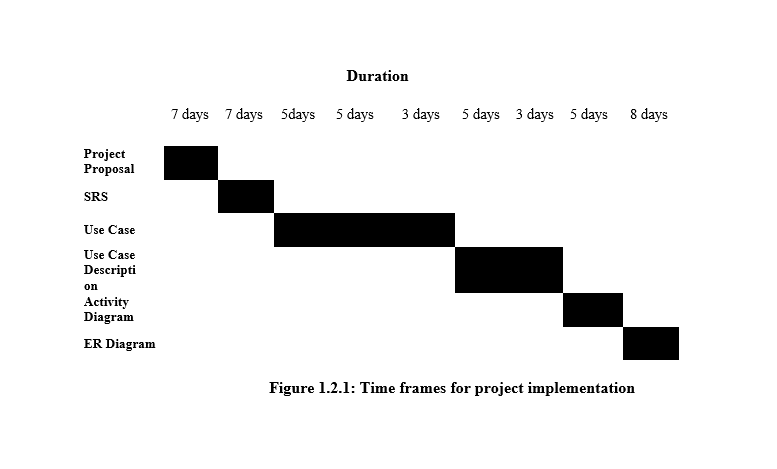 Duration
7 days 7 days 5days 5 days 3 days 5 days 3 days 5 days 8 days
Project
Proposal
SRS
Use Case
Use Case
Descripti
on
Activity
Diagram
ER Diagram
Figure 1.2.1: Time frames for project implementation